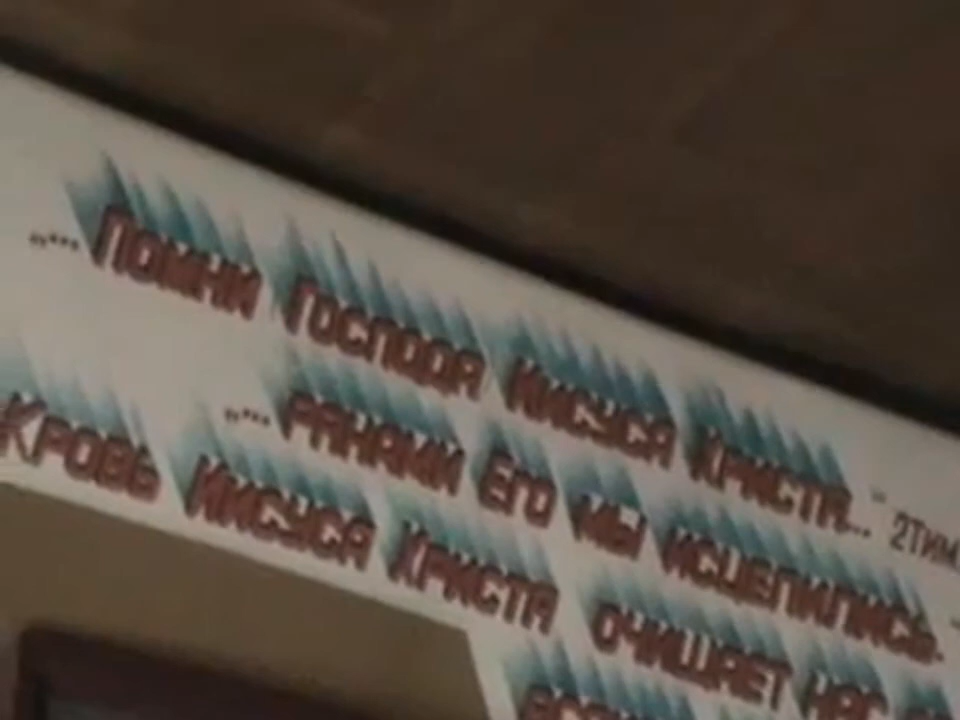 „... Помни Господа Иисуса Христа... " 2Тим
„... ранами Его мы исцелились.
Кровь Иисуса Христа очищает нас